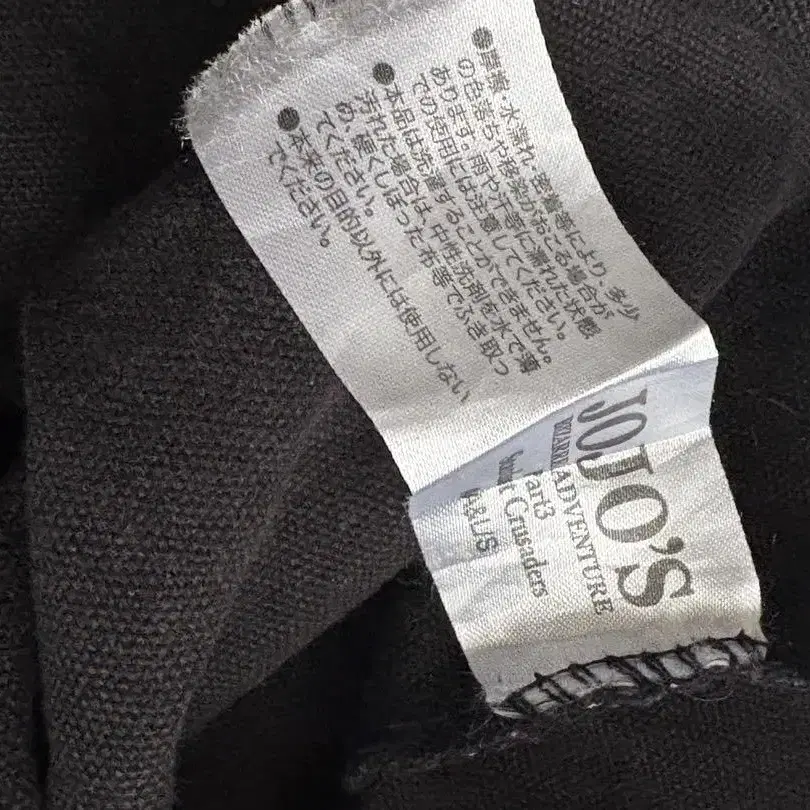 ●摩擦・水濡れ・密着等により、多少
の色落ちや移染がおこる場合が
あります。雨や汗等に濡れた状態
での使用には注意してください。
●本品は洗濯することができません。
汚れた場合は、中性洗剤を水で薄
め、硬くしぼった布等でふき取っ
てください。
●本来の目的以外には使用しない
でください。
JOJO'S
BIZARRE ADVENTURE
Part3
Stardust Crusaders